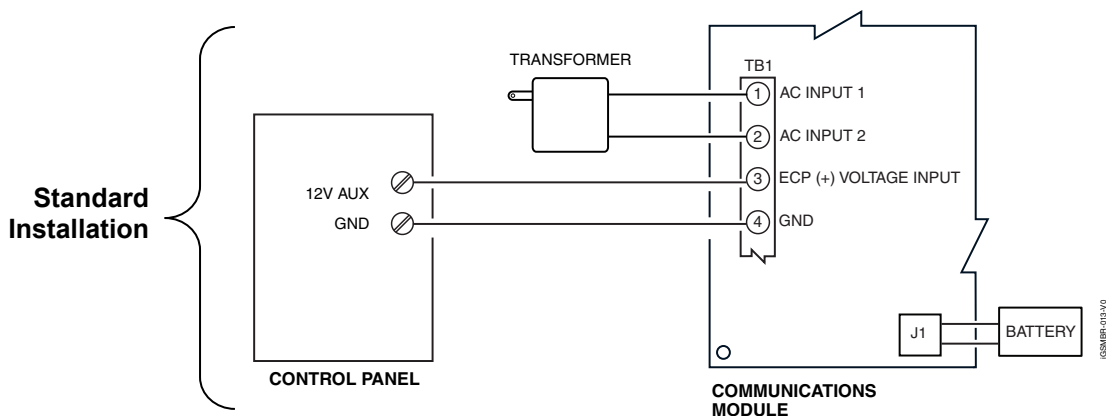 Standard
Installation
TRANSFORMER
TB1
1 AC INPUT 1
2 AC INPUT 2
12V AUX
3 ECP (+) VOLTAGE INPUT
GND
4 GND
J1
BATTERY
CONTROL PANEL
COMMUNICATIONS
MODULE
iGSMBR-013-V0